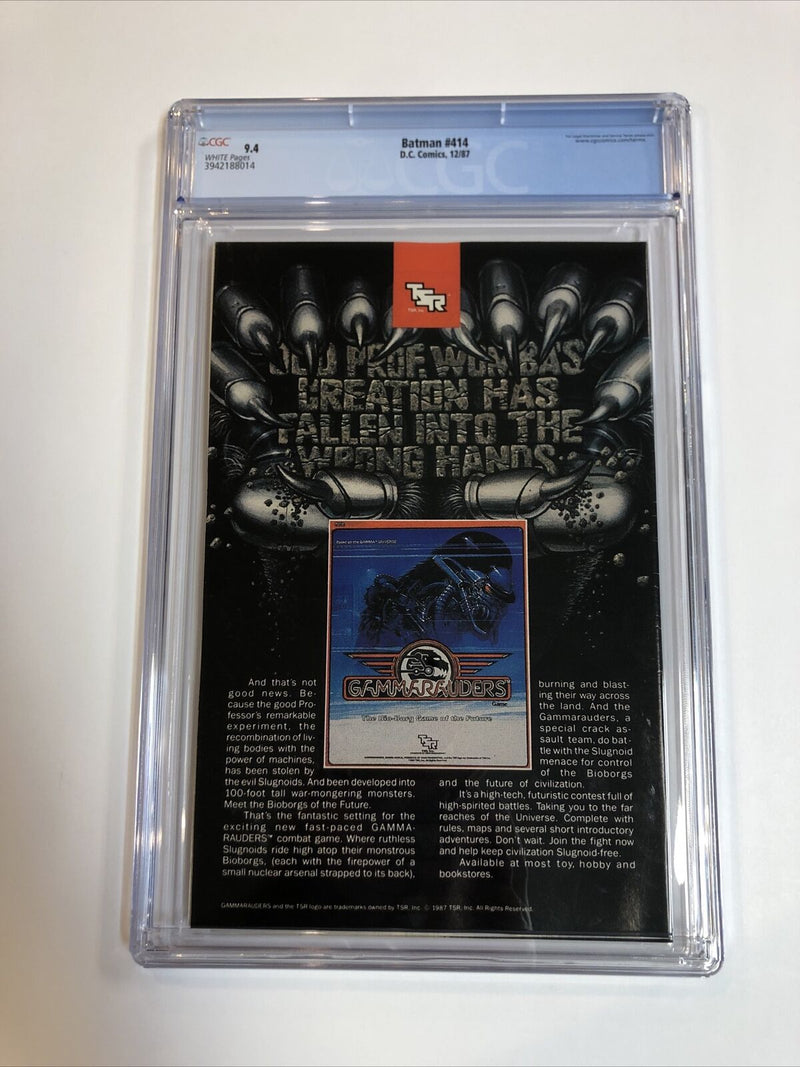 CGC 9.4
WHITE Pages
3942188014
Batman #414
D.C. Comics, 12/87
www.cgccomics.com/terms
CGC
TSR
TSR, Inc.
OLD PROF. WOMBAS
CREATION HAS
FALLEN INTO THE
WRONG HANDS
GAMMARAUDERS
Game
The Bio-Borg Game of the Future
TSR
And that's not
good news. Be-
cause the good Pro-
fessor's remarkable
experiment, the
recombination of liv-
ing bodies with the
power of machines,
has been stolen by
the evil Slugnoids. And been developed into
100-foot tall war-mongering monsters.
Meet the Bioborgs of the Future.
That's the fantastic setting for the
exciting new fast-paced GAMMA-
RAUDERS™ combat game. Where ruthless
Slugnoids ride high atop their monstrous
Bioborgs, (each with the firepower of a
small nuclear arsenal strapped to its back),
burning and blast-
ing their way across
the land. And the
Gammarauders, a
special crack as-
sault team, do bat-
tle with the Slugnoid
menace for control
of the Bioborgs
and the future of civilization.
It's a high-tech, futuristic contest full of
high-spirited battles. Taking you to the far
reaches of the Universe. Complete with
rules, maps and several short introductory
adventures. Don't wait. Join the fight now
and help keep civilization Slugnoid-free.
Available at most toy, hobby and
bookstores.
GAMMARAUDERS and the TSR logo are trademarks owned by TSR, Inc. © 1987 TSR, Inc. All Rights Reserved.